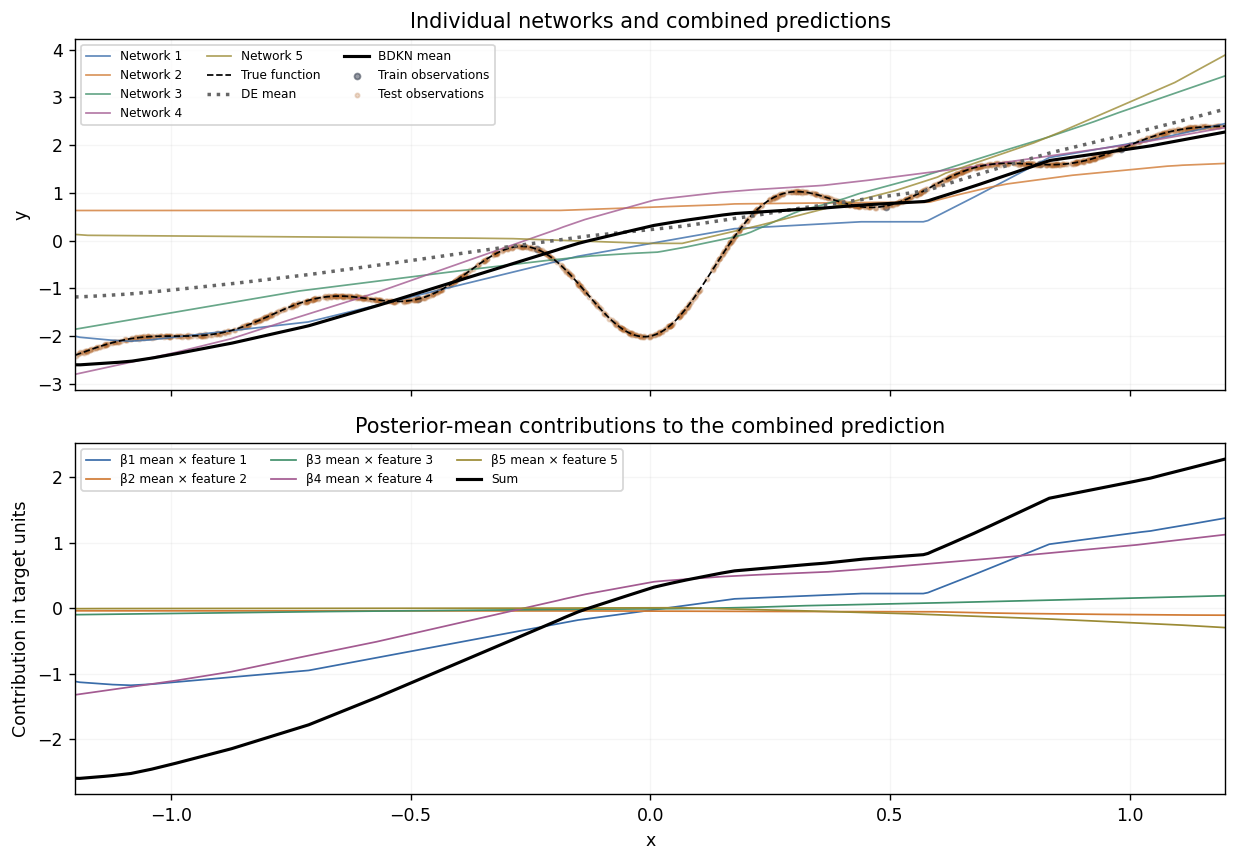 Individual networks and combined predictions
Network 1
Network 2
Network 3
Network 4
Network 5
True function
DE mean
BDKN mean
Train observations
Test observations
4
3
2
1
0
−1
−2
−3
y
Posterior-mean contributions to the combined prediction
β1 mean × feature 1
β2 mean × feature 2
β3 mean × feature 3
β4 mean × feature 4
β5 mean × feature 5
Sum
2
1
0
−1
−2
Contribution in target units
−1.0
−0.5
0.0
0.5
1.0
x